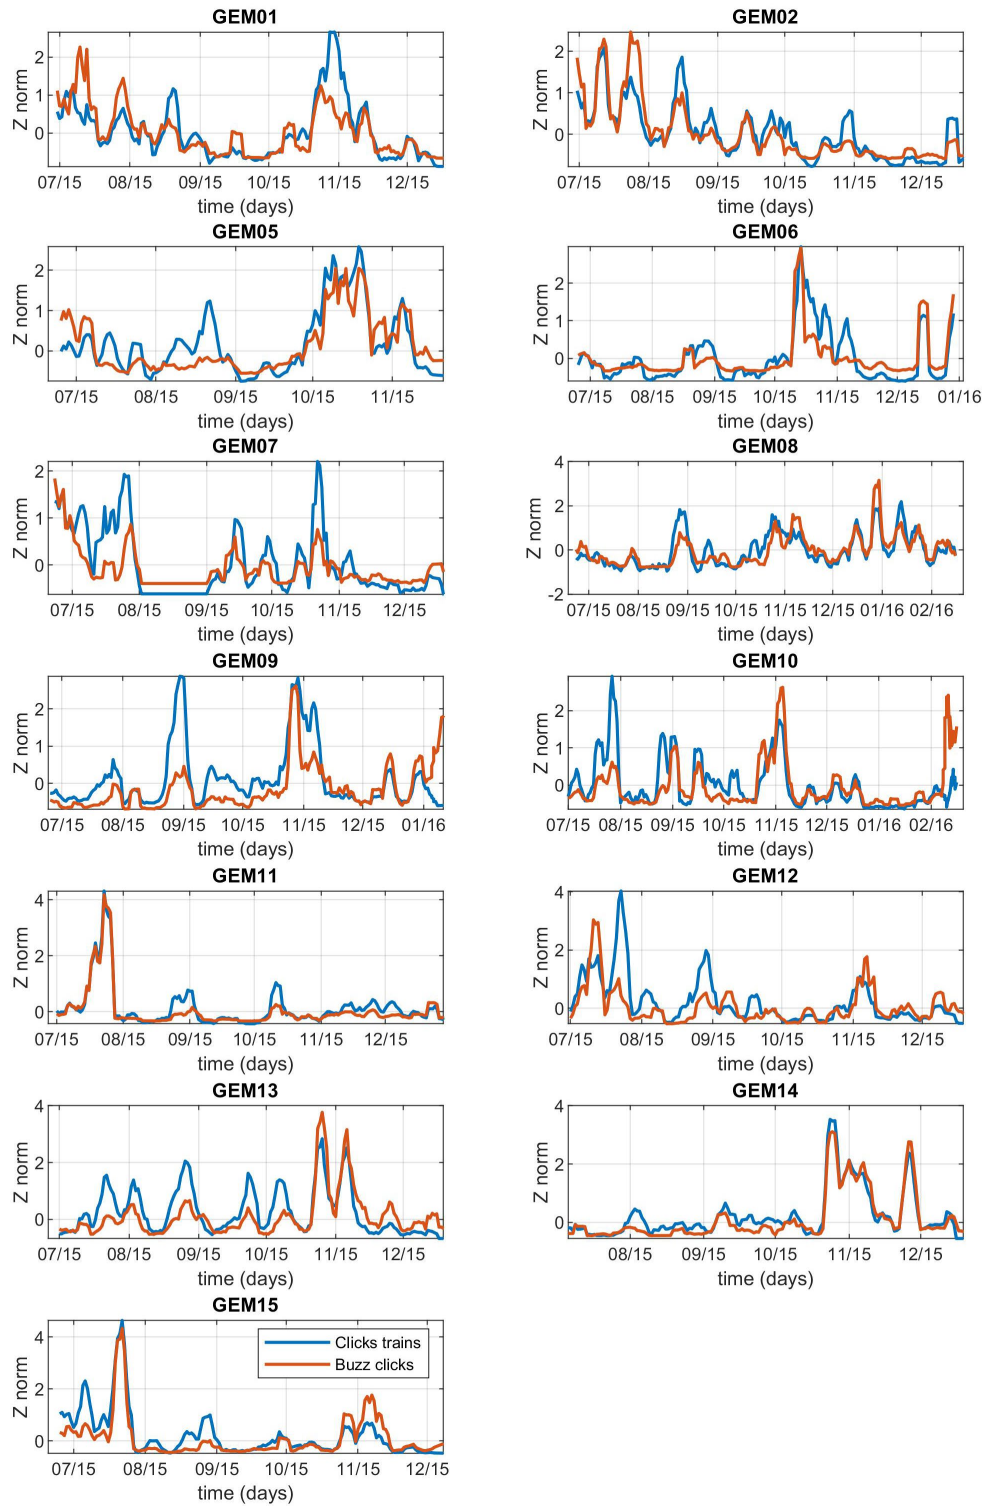 GEM01
Z norm
2
1
0
07/15 08/15 09/15 10/15 11/15 12/15
time (days)
GEM02
Z norm
2
1
0
07/15 08/15 09/15 10/15 11/15 12/15
time (days)
GEM05
Z norm
2
1
0
07/15 08/15 09/15 10/15 11/15
time (days)
GEM06
Z norm
2
1
0
07/15 08/15 09/15 10/15 11/15 12/15 01/16
time (days)
GEM07
Z norm
2
1
0
07/15 08/15 09/15 10/15 11/15 12/15
time (days)
GEM08
Z norm
4
2
0
-2
07/15 08/15 09/15 10/15 11/15 12/15 01/16 02/16
time (days)
GEM09
Z norm
2
1
0
07/15 08/15 09/15 10/15 11/15 12/15 01/16
time (days)
GEM10
Z norm
2
1
0
07/15 08/15 09/15 10/15 11/15 12/15 01/16 02/16
time (days)
GEM11
Z norm
4
2
0
07/15 08/15 09/15 10/15 11/15 12/15
time (days)
GEM12
Z norm
4
2
0
07/15 08/15 09/15 10/15 11/15 12/15
time (days)
GEM13
Z norm
4
2
0
07/15 08/15 09/15 10/15 11/15 12/15
time (days)
GEM14
Z norm
4
2
0
08/15 09/15 10/15 11/15 12/15
time (days)
GEM15
Z norm
4
2
0
Clicks trains
Buzz clicks
07/15 08/15 09/15 10/15 11/15 12/15
time (days)